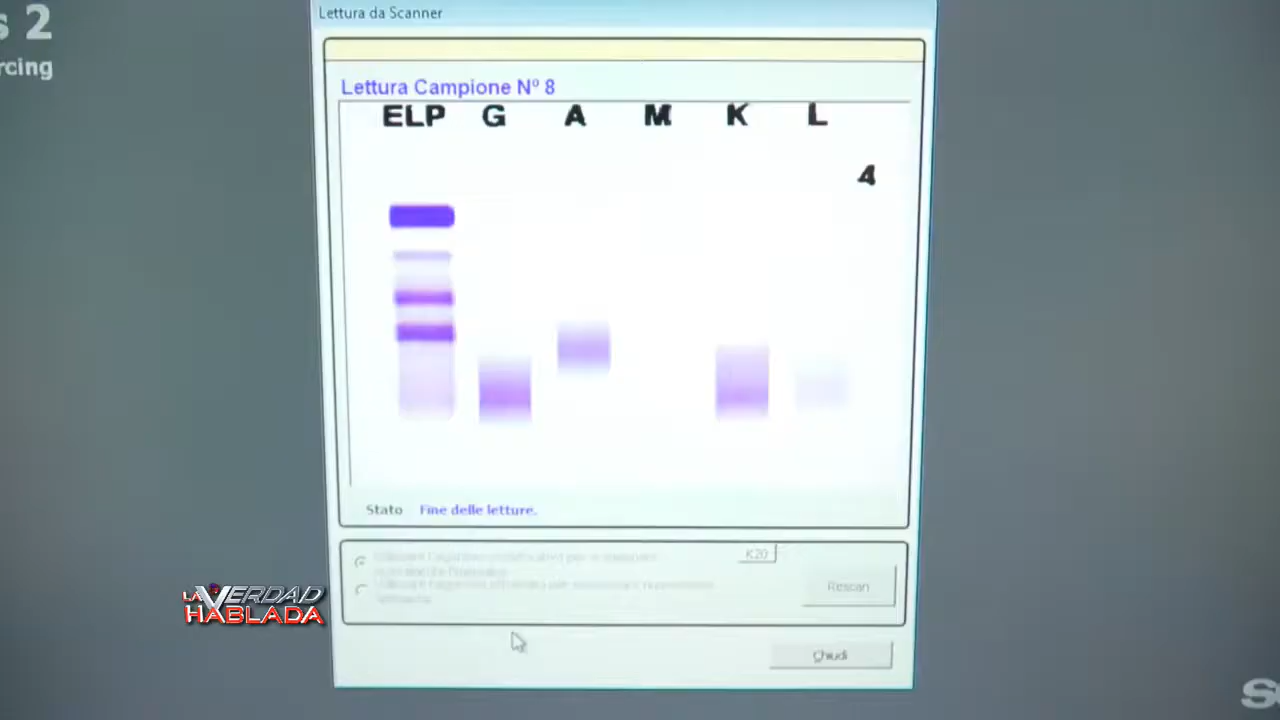 s 2
rcing
Lettura da Scanner
Lettura Campione Nº 8
ELP G A M K L
4
Stato Fine delle letture.
K20
Rescan
Chiudi
LA VERDAD
HABLADA